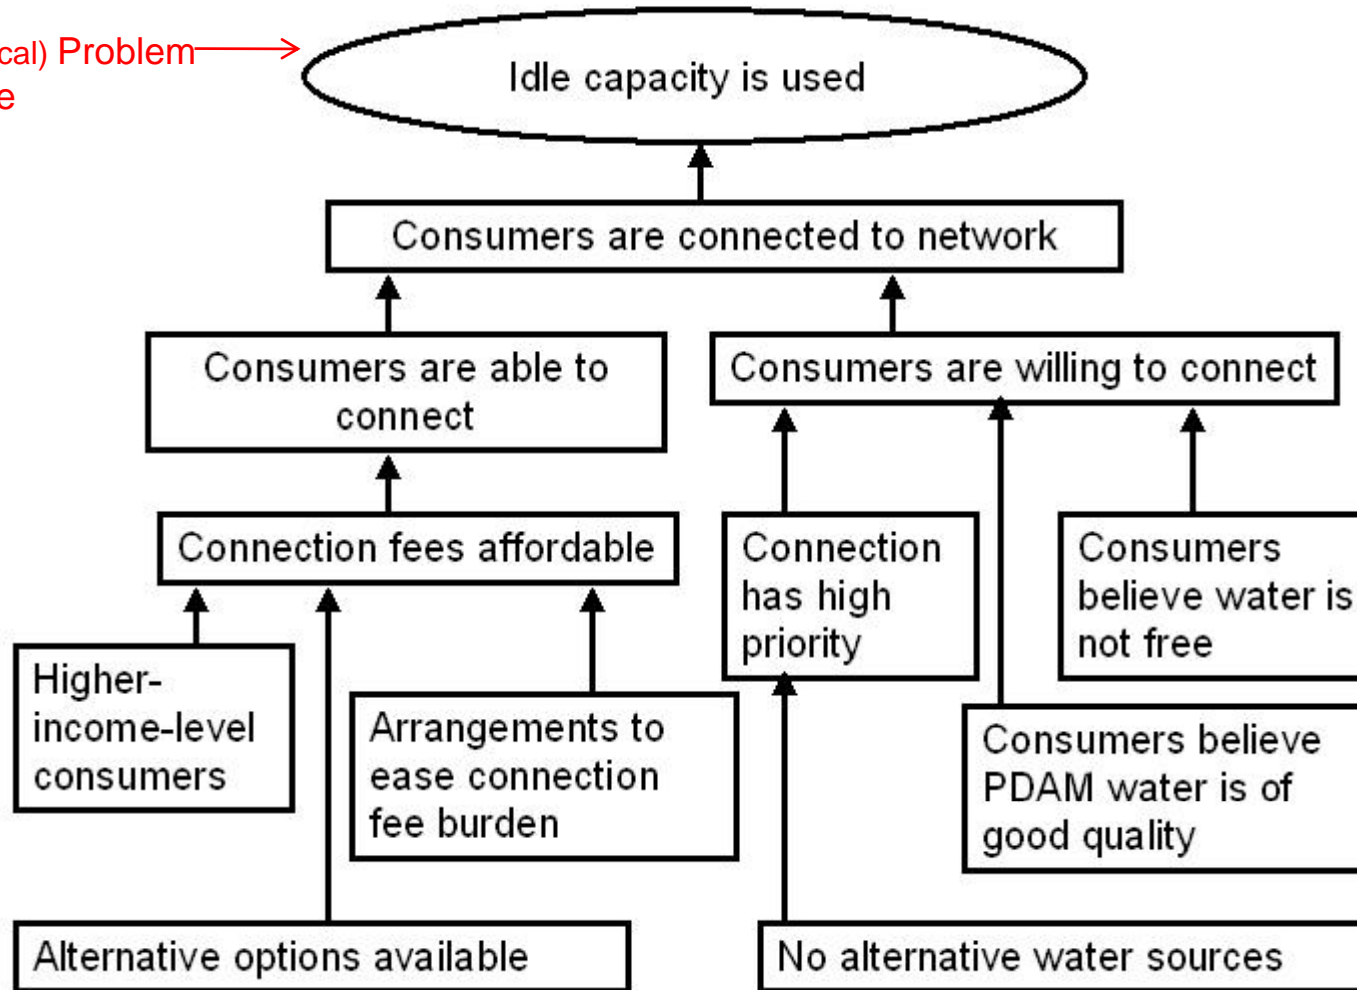 cal) Problem
e
Idle capacity is used
Consumers are connected to network
Consumers are able to
connect
Consumers are willing to connect
Connection fees affordable
Connection
has high
priority
Consumers
believe water is
not free
Higher-
income-level
consumers
Arrangements to
ease connection
fee burden
Consumers believe
PDAM water is of
good quality
Alternative options available
No alternative water sources